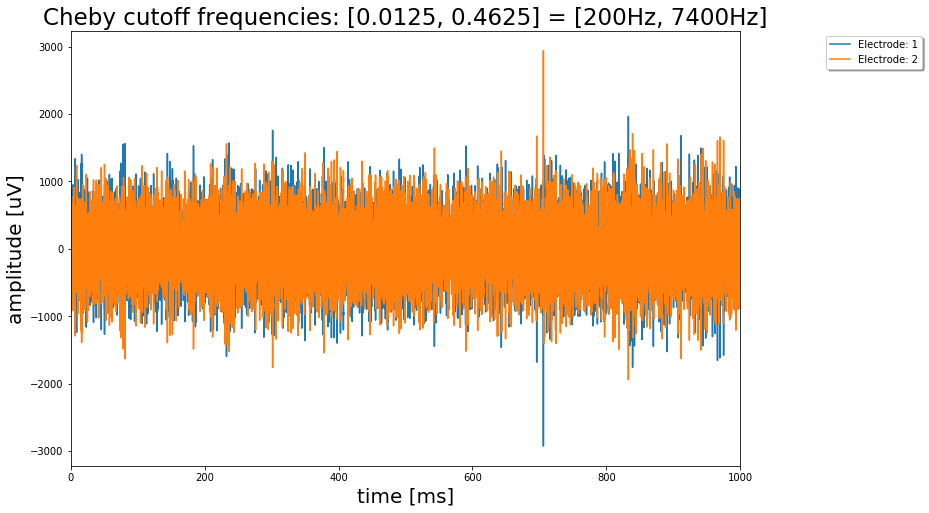 Cheby cutoff frequencies: [0.0125, 0.4625] = [200Hz, 7400Hz]
Electrode: 1
Electrode: 2
amplitude [uV]
3000
2000
1000
0
−1000
−2000
−3000
0
200
400
600
800
1000
time [ms]